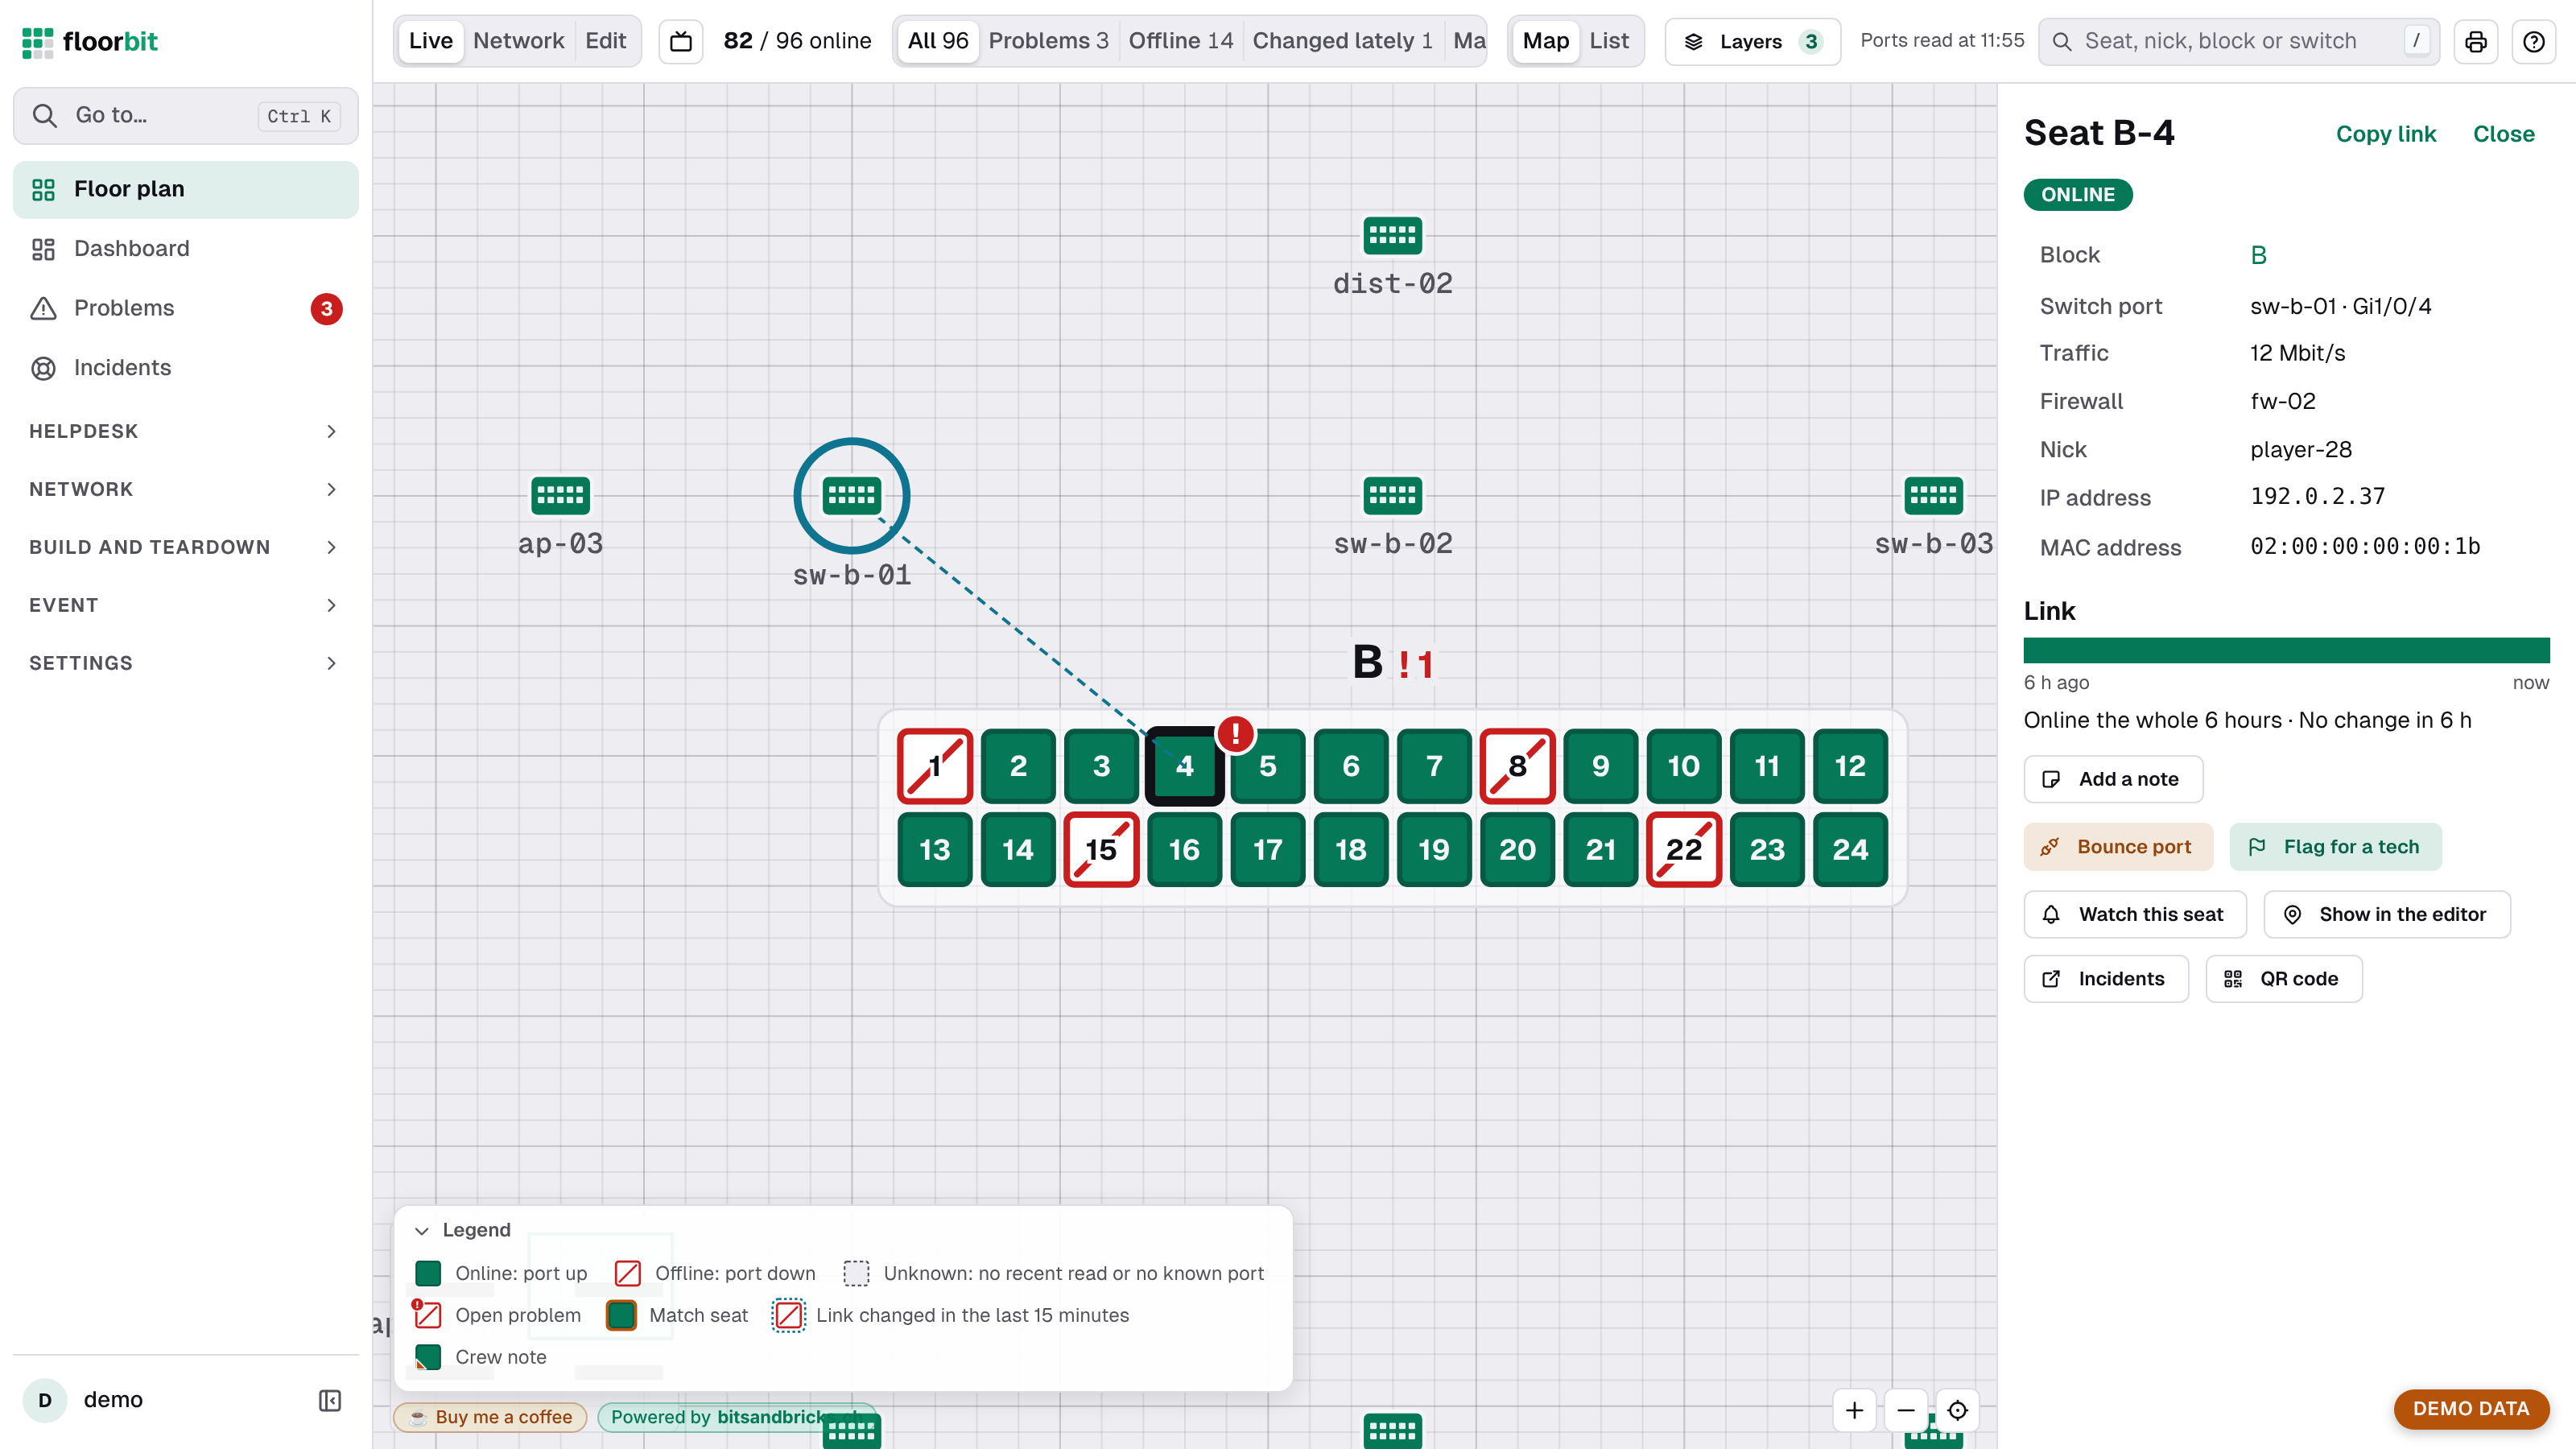 floorbit
Go to...
Ctrl K
Floor plan
Dashboard
Problems
3
Incidents
HELPDESK
NETWORK
BUILD AND TEARDOWN
EVENT
SETTINGS
D
demo
Live
Network
Edit
82 / 96 online
All 96
Problems 3
Offline 14
Changed lately 1
Ma
Map
List
Layers
3
Ports read at 11:55
Seat, nick, block or switch
/
dist-02
ap-03
sw-b-01
sw-b-02
sw-b-03
B !1
1 2 3 4 ! 5 6 7 8 9 10 11 12
13 14 15 16 17 18 19 20 21 22 23 24
Legend
Online: port up
Offline: port down
Unknown: no recent read or no known port
Open problem
Match seat
Link changed in the last 15 minutes
Crew note
Buy me a coffee
Powered by bitsandbricks.ch
Seat B-4
Copy link
Close
ONLINE
Block B
Switch port sw-b-01 · Gi1/0/4
Traffic 12 Mbit/s
Firewall fw-02
Nick player-28
IP address 192.0.2.37
MAC address 02:00:00:00:00:1b
Link
6 h ago
now
Online the whole 6 hours · No change in 6 h
Add a note
Bounce port
Flag for a tech
Watch this seat
Show in the editor
Incidents
QR code
DEMO DATA